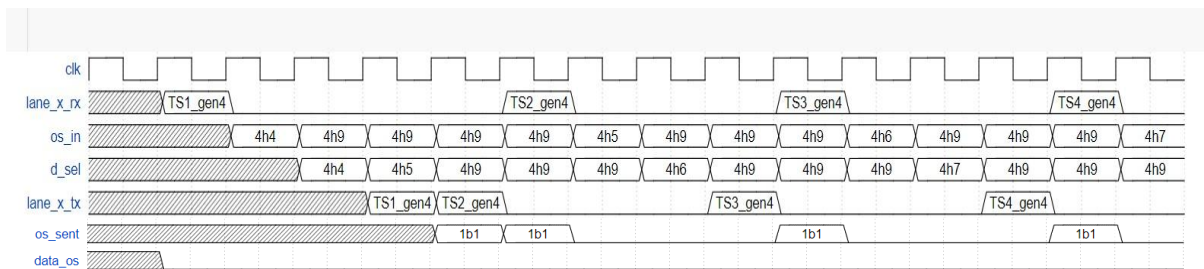 clk
lane_x_rx TS1_gen4 TS2_gen4 TS3_gen4 TS4_gen4
os_in 4h4 4h9 4h9 4h9 4h9 4h5 4h9 4h9 4h9 4h6 4h9 4h9 4h9 4h7
d_sel 4h4 4h5 4h9 4h9 4h9 4h6 4h9 4h9 4h9 4h7 4h9 4h9 4h9
lane_x_tx TS1_gen4 TS2_gen4 TS3_gen4 TS4_gen4
os_sent 1b1 1b1 1b1 1b1
data_os